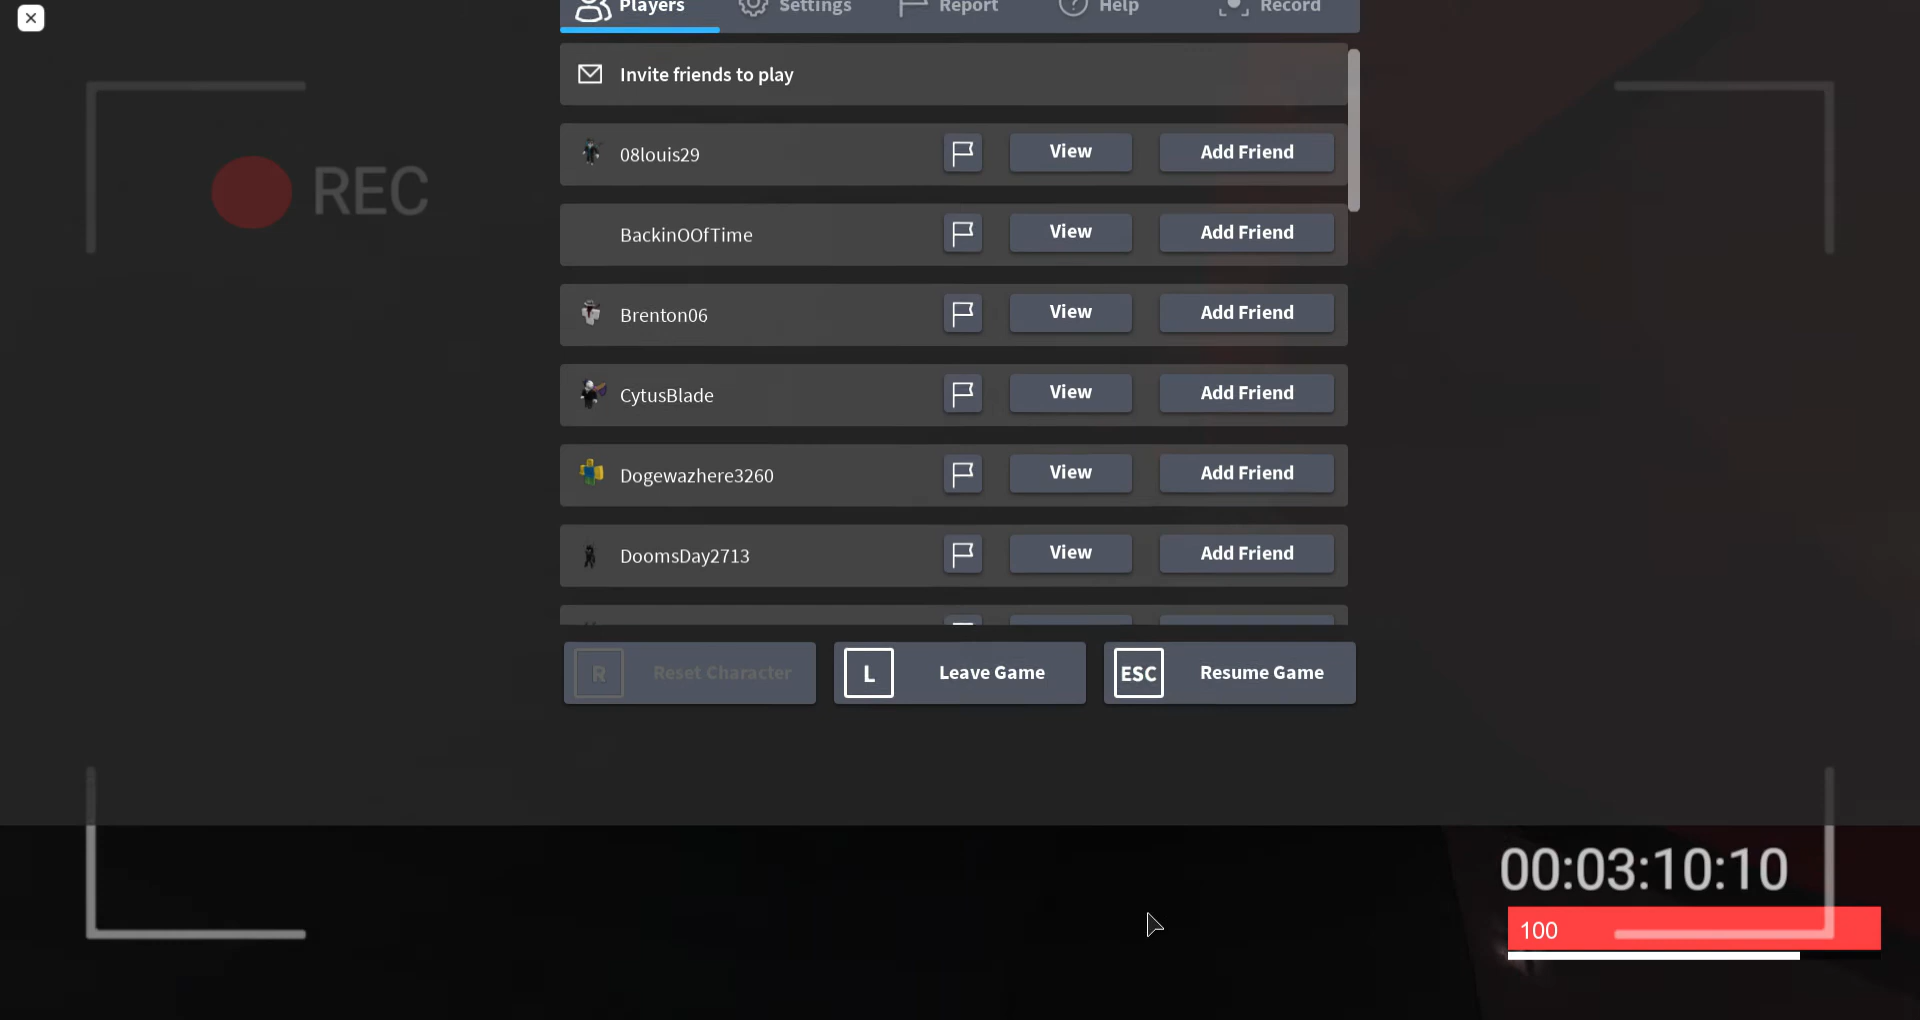 Players Settings Report Help Record
Invite friends to play
08louis29 View Add Friend
BackinOOfTime View Add Friend
REC
Brenton06 View Add Friend
CytusBlade View Add Friend
Dogewazhere3260 View Add Friend
DoomsDay2713 View Add Friend
R Reset Character L Leave Game ESC Resume Game
00:03:10:10
100